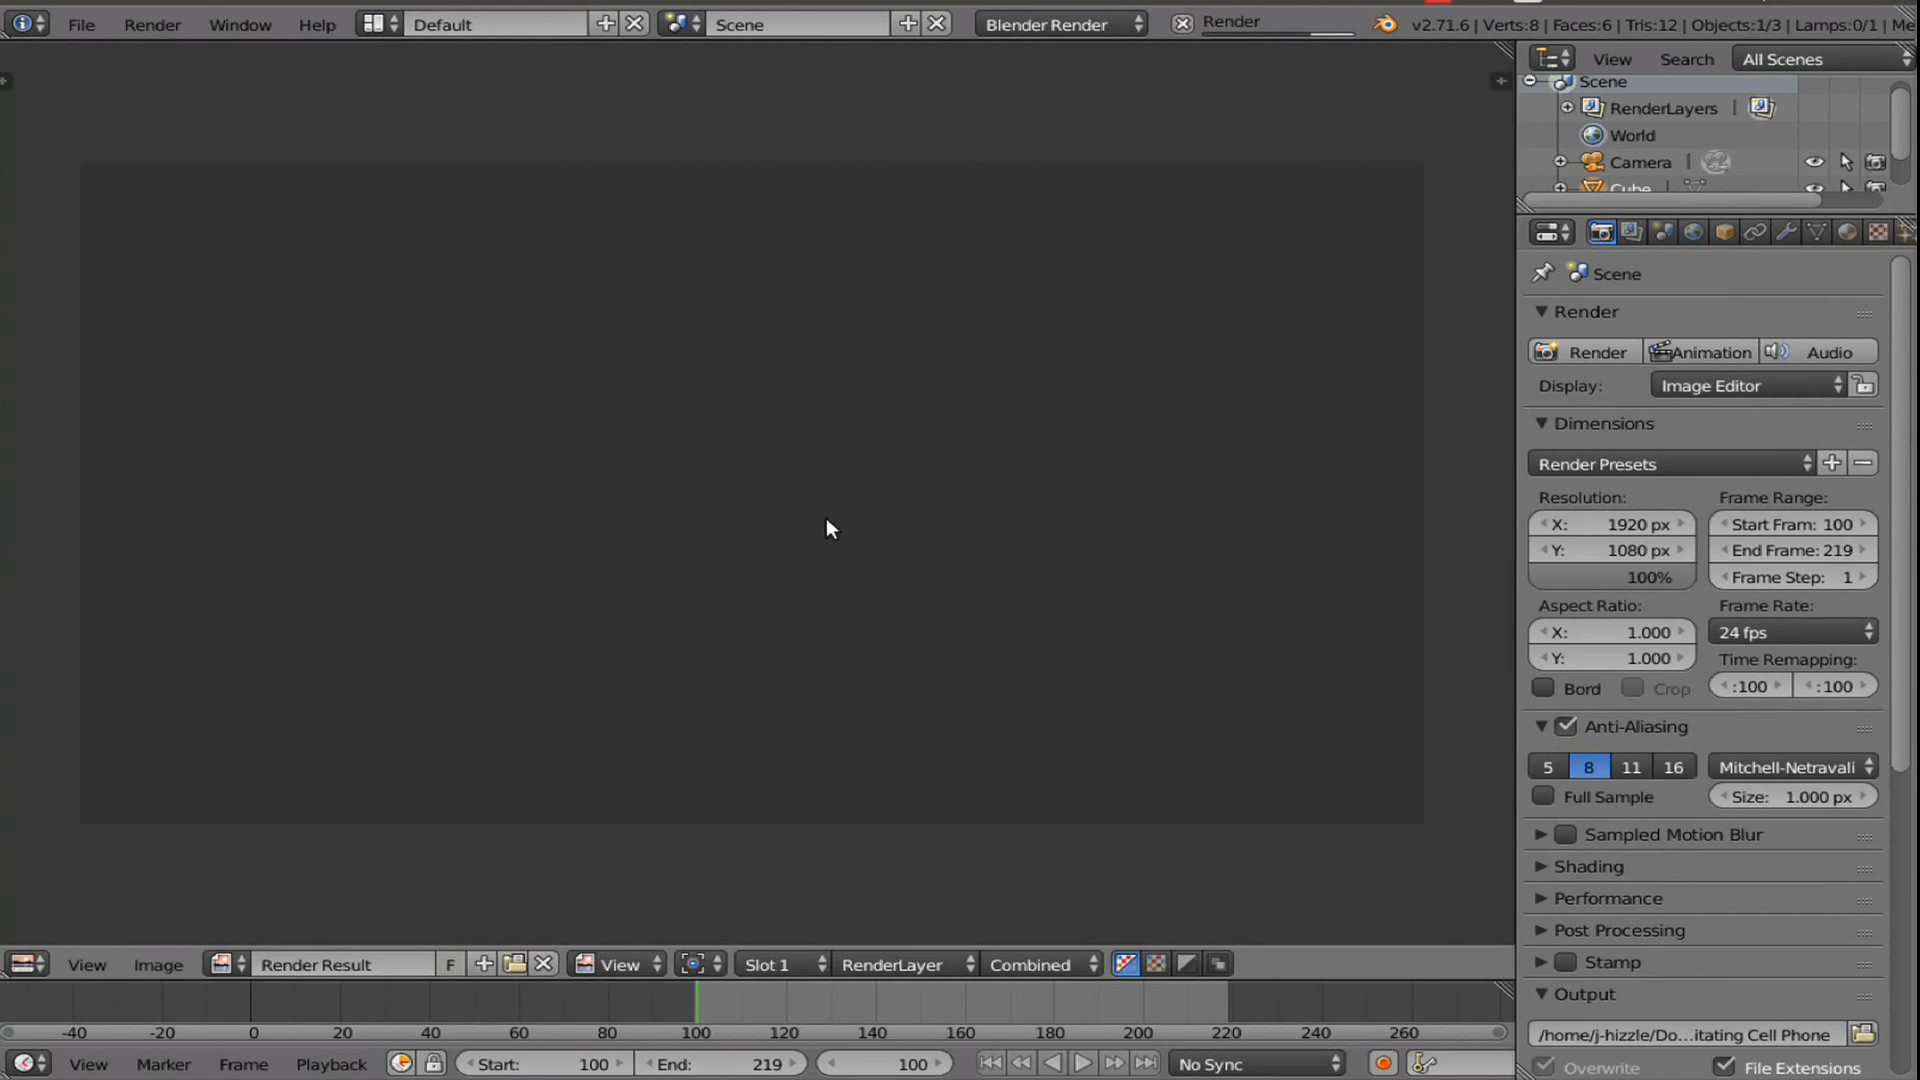 File Render Window Help Default Scene Blender Render Render v2.71.6 | Verts:8 | Faces:6 | Tris:12 | Objects:1/3 | Lamps:0/1 | Me
View Search All Scenes
Scene
RenderLayers |
World
Camera |
Cube |
Scene
Render
Render Animation Audio
Display: Image Editor
Dimensions
Render Presets
Resolution: Frame Range:
X: 1920 px Start Fram: 100
Y: 1080 px End Frame: 219
100% Frame Step: 1
Aspect Ratio: Frame Rate:
X: 1.000 24 fps
Y: 1.000 Time Remapping:
Bord Crop :100 :100
Anti-Aliasing
5 8 11 16 Mitchell-Netravali
Full Sample Size: 1.000 px
Sampled Motion Blur
Shading
Performance
Post Processing
Stamp
Output
/home/j-hizzle/Do...itating Cell Phone
Overwrite File Extensions
View Image Render Result F View Slot 1 RenderLayer Combined
-40 -20 0 20 40 60 80 100 120 140 160 180 200 220 240 260
View Marker Frame Playback Start: 100 End: 219 100 No Sync